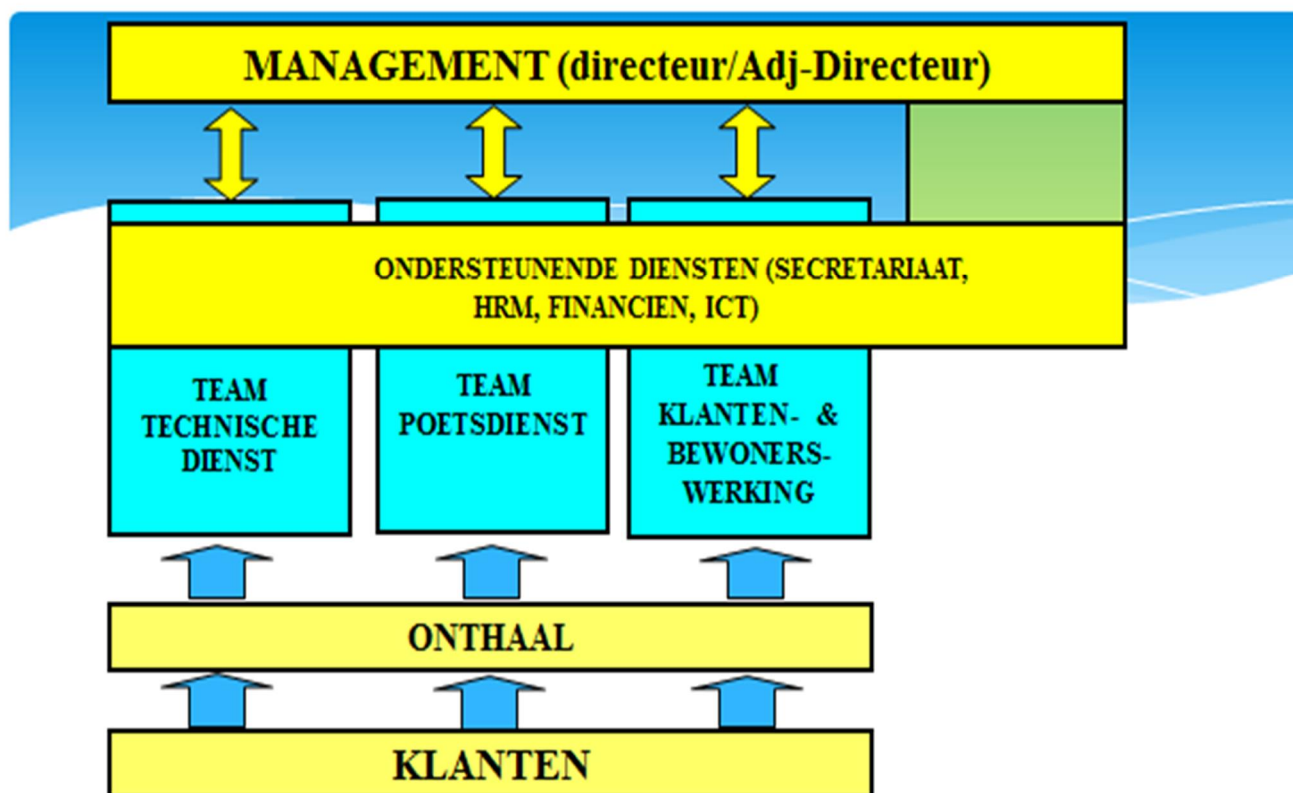 MANAGEMENT (directeur/Adj-Directeur)
ONDERSTEUNENDE DIENSTEN (SECRETARIAAT,
HRM, FINANCIEN, ICT)
TEAM
TECHNISCHE
DIENST
TEAM
POETSDIENST
TEAM
KLANTEN- &
BEWONERS-
WERKING
ONTHAAL
KLANTEN